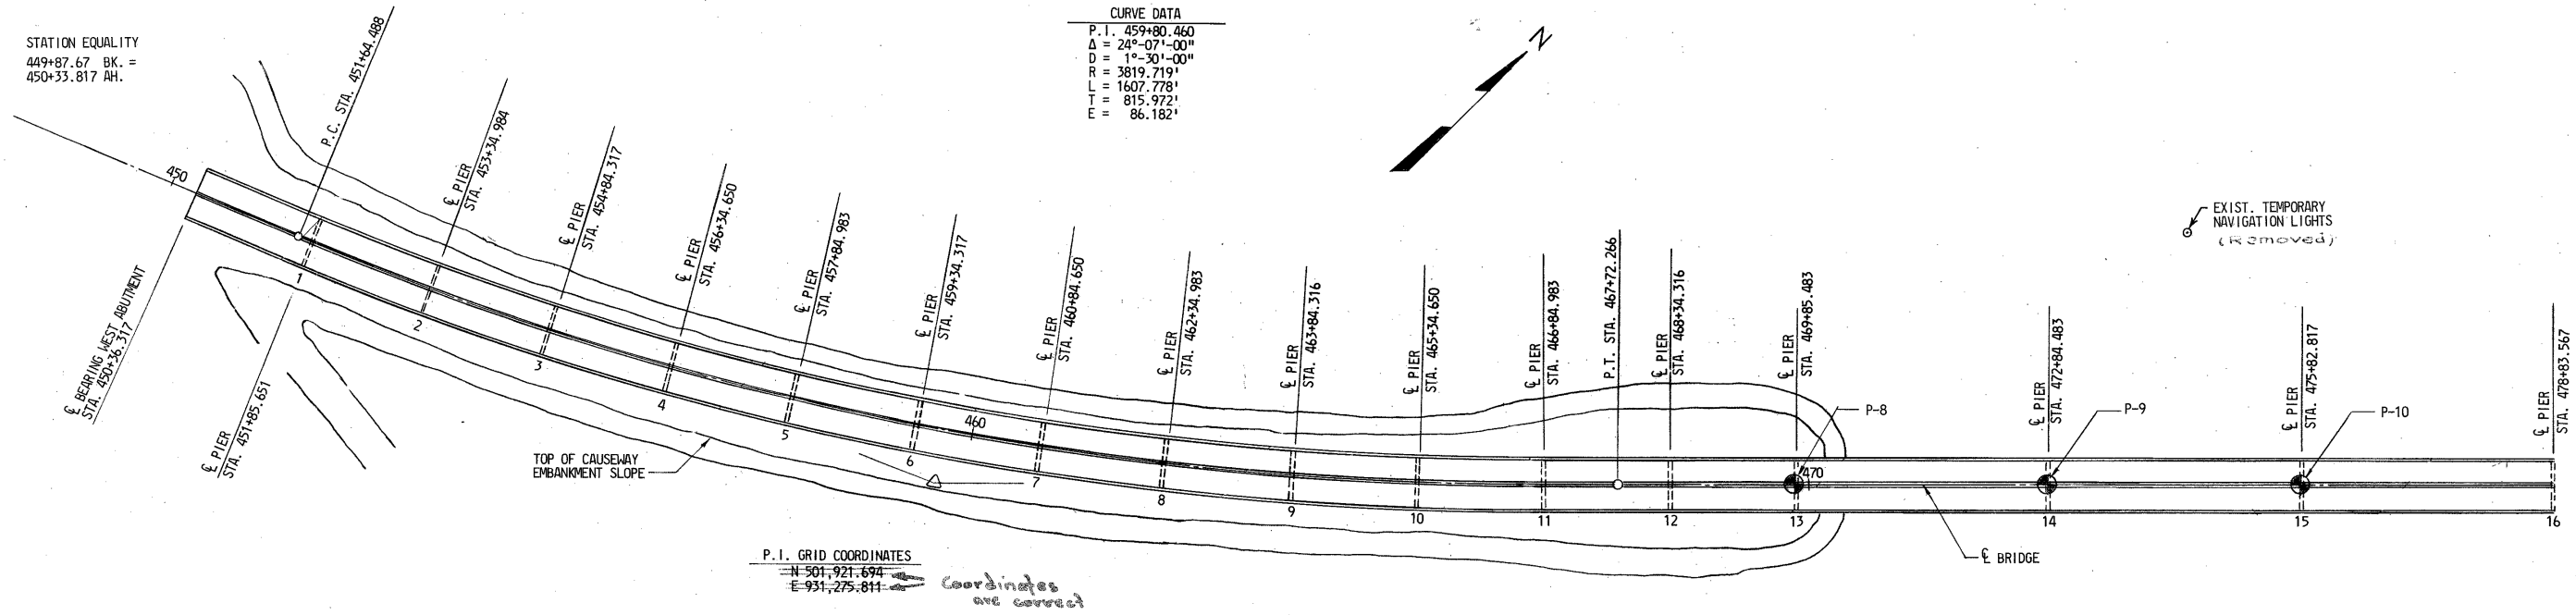 STATION EQUALITY
449+87.67 BK. =
450+33.817 AH.
CURVE DATA
P.I. 459+80.460
Δ = 24°-07'-00"
D = 1°-30'-00"
R = 3819.719'
L = 1607.778'
T = 815.972'
E = 86.182'
N
450
P.C. STA. 451+64.488
℄ PIER
STA. 453+34.984
℄ PIER
STA. 454+84.317
℄ PIER
STA. 456+34.650
℄ PIER
STA. 457+84.983
℄ PIER
STA. 459+34.317
℄ PIER
STA. 460+84.650
℄ PIER
STA. 462+34.983
℄ PIER
STA. 463+84.316
℄ PIER
STA. 465+34.650
℄ PIER
STA. 466+84.983
P.T. STA. 467+72.266
℄ PIER
STA. 468+34.316
℄ PIER
STA. 469+85.483
℄ PIER
STA. 472+84.483
℄ PIER
STA. 475+82.817
℄ PIER
STA. 478+83.567
EXIST. TEMPORARY
NAVIGATION LIGHTS
(Removed)
P-8
P-9
P-10
℄ BEARING WEST ABUTMENT
STA. 450+36.317
℄ PIER
STA. 451+85.651
460
470
1
2
3
4
5
6
7
8
9
10
11
12
13
14
15
16
TOP OF CAUSEWAY
EMBANKMENT SLOPE
℄ BRIDGE
P.I. GRID COORDINATES
N 501,921.694
E 931,275.811
Coordinates
are correct